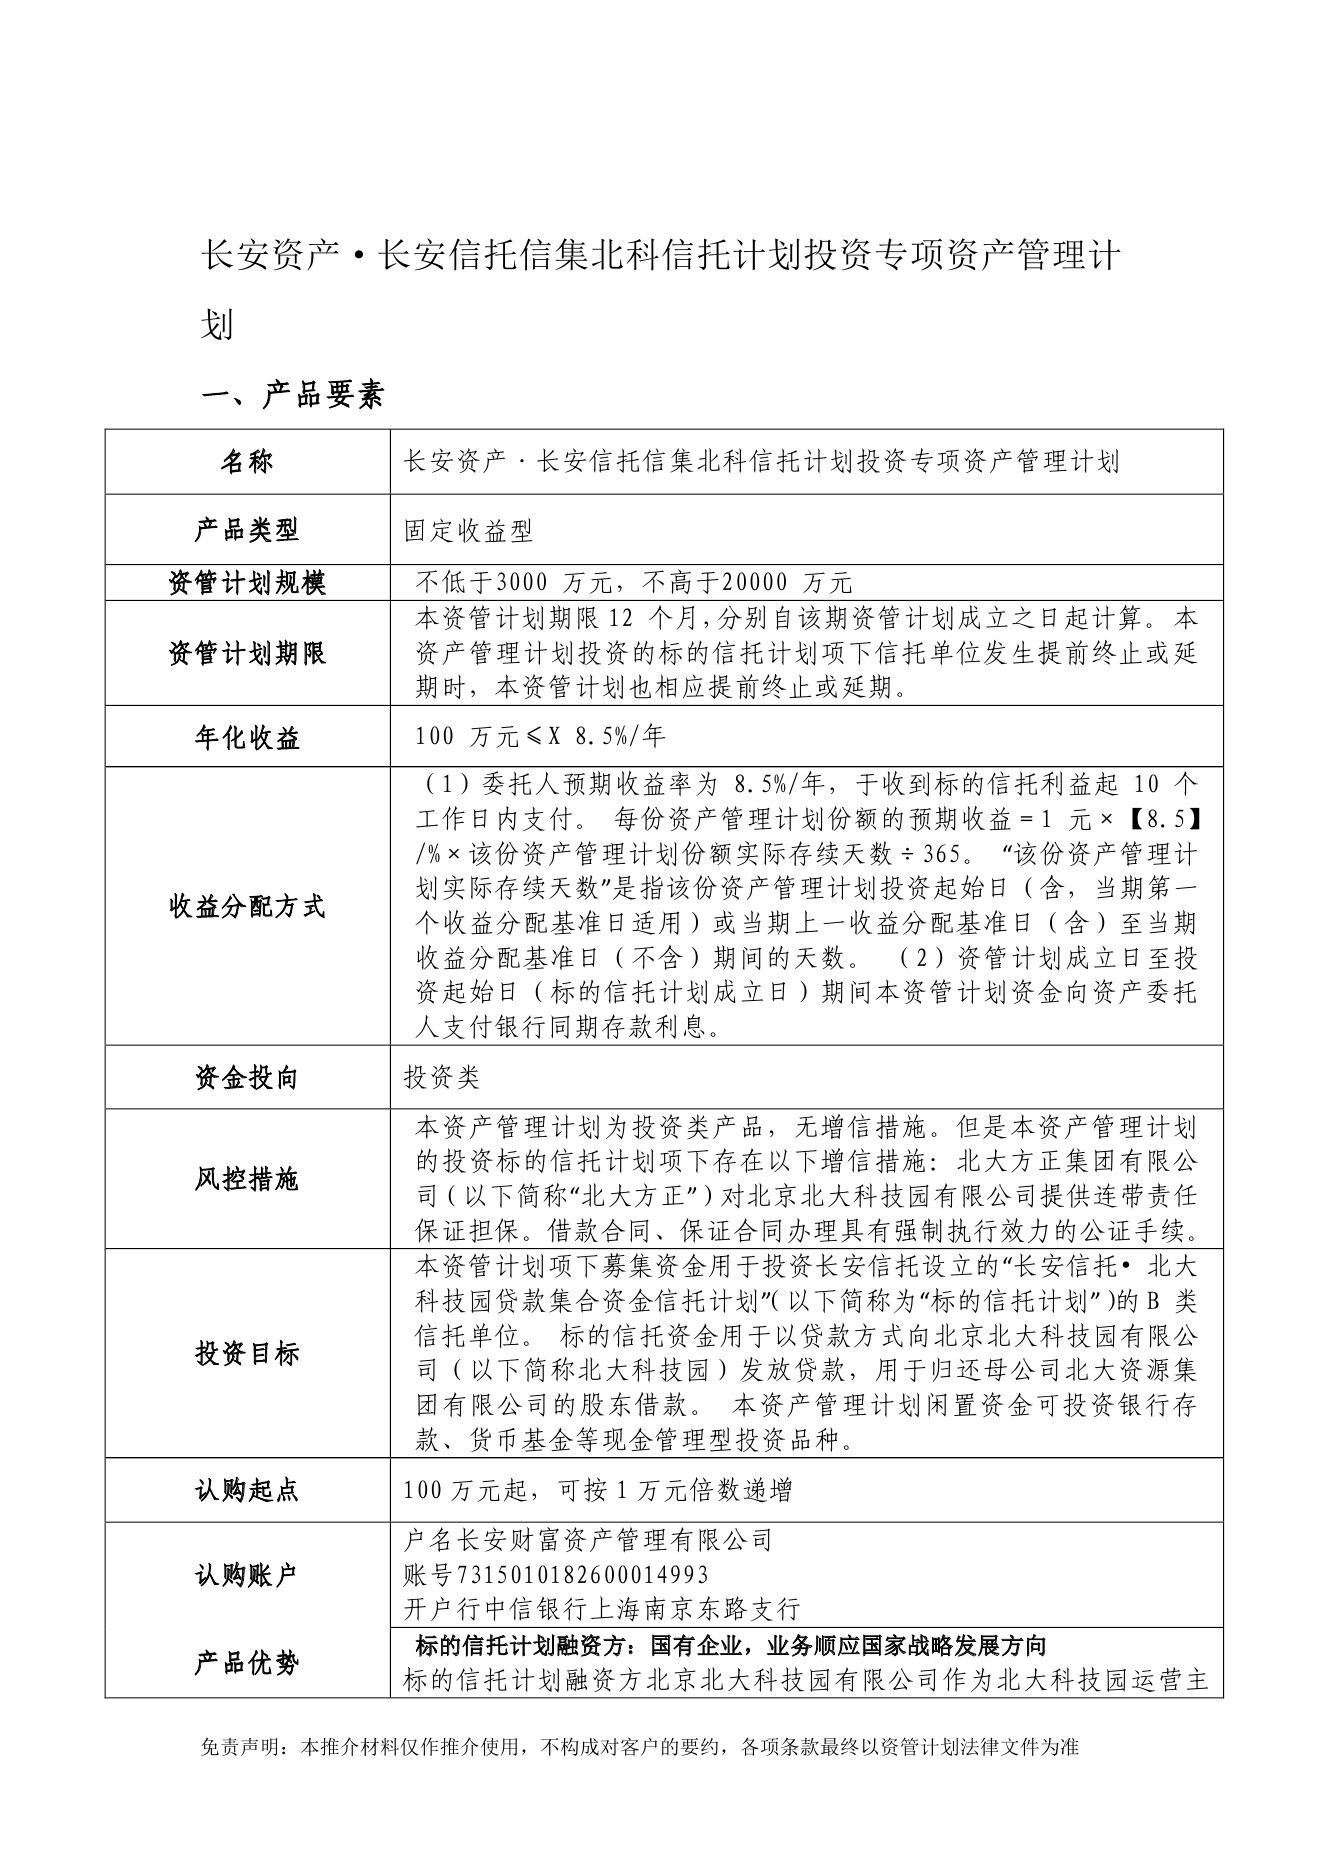 长安资产·长安信托信集北科信托计划投资专项资产管理计
划
一、产品要素
名称
长安资产·长安信托信集北科信托计划投资专项资产管理计划
产品类型
固定收益型
资管计划规模
不低于3000 万元，不高于20000 万元
资管计划期限
本资管计划期限12 个月,分别自该期资管计划成立之日起计算。本
资产管理计划投资的标的信托计划项下信托单位发生提前终止或延
期时，本资管计划也相应提前终止或延期。
年化收益
100 万元≤X 8.5%/年
收益分配方式
（1）委托人预期收益率为 8.5%/年，于收到标的信托利益起 10 个
工作日内支付。 每份资产管理计划份额的预期收益=1 元×【8.5】
/%×该份资产管理计划份额实际存续天数÷365。 “该份资产管理计
划实际存续天数”是指该份资产管理计划投资起始日（含，当期第一
个收益分配基准日适用）或当期上一收益分配基准日（含）至当期
收益分配基准日（不含）期间的天数。 （2）资管计划成立日至投
资起始日（标的信托计划成立日）期间本资管计划资金向资产委托
人支付银行同期存款利息。
资金投向
投资类
风控措施
本资产管理计划为投资类产品，无增信措施。但是本资产管理计划
的投资标的信托计划项下存在以下增信措施：北大方正集团有限公
司（以下简称“北大方正”）对北京北大科技园有限公司提供连带责任
保证担保。借款合同、保证合同办理具有强制执行效力的公证手续。
投资目标
本资管计划项下募集资金用于投资长安信托设立的“长安信托• 北大
科技园贷款集合资金信托计划”（以下简称为“标的信托计划”）的 B 类
信托单位。 标的信托资金用于以贷款方式向北京北大科技园有限公
司（以下简称北大科技园）发放贷款，用于归还母公司北大资源集
团有限公司的股东借款。 本资产管理计划闲置资金可投资银行存
款、货币基金等现金管理型投资品种。
认购起点
100万元起，可按1万元倍数递增
认购账户
户名长安财富资产管理有限公司
账号7315010182600014993
开户行中信银行上海南京东路支行
产品优势
标的信托计划融资方：国有企业，业务顺应国家战略发展方向
标的信托计划融资方北京北大科技园有限公司作为北大科技园运营主
免责声明：本推介材料仅作推介使用，不构成对客户的要约，各项条款最终以资管计划法律文件为准